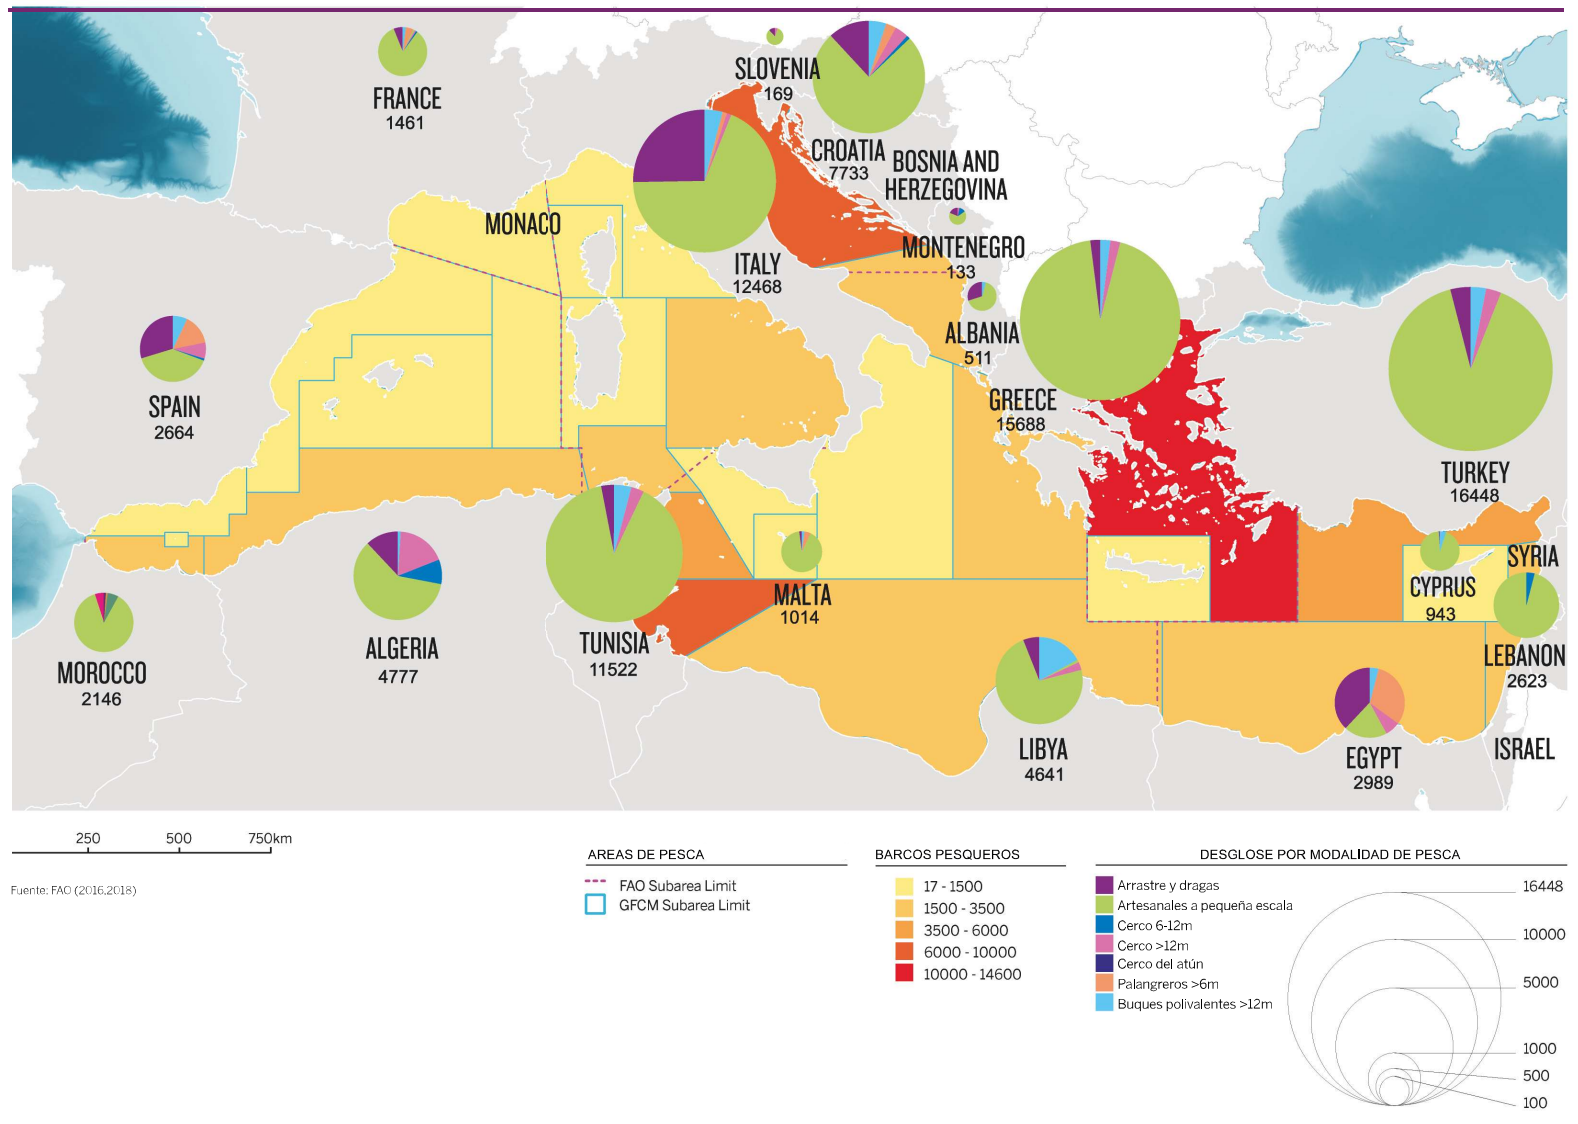 FRANCE
1461
SLOVENIA
169
CROATIA
7733
BOSNIA AND
HERZEGOVINA
MONACO
ITALY
12468
MONTENEGRO
133
ALBANIA
511
SPAIN
2664
GREECE
15688
TURKEY
16448
SYRIA
CYPRUS
943
MALTA
1014
TUNISIA
11522
ALGERIA
4777
MOROCCO
2146
LEBANON
2623
LIBYA
4641
EGYPT
2989
ISRAEL
250 500 750km
Fuente: FAO (2016,2018)
AREAS DE PESCA
FAO Subarea Limit
GFCM Subarea Limit
BARCOS PESQUEROS
17 - 1500
1500 - 3500
3500 - 6000
6000 - 10000
10000 - 14600
DESGLOSE POR MODALIDAD DE PESCA
Arrastre y dragas
Artesanales a pequeña escala
Cerco 6-12m
Cerco >12m
Cerco del atún
Palangreros >6m
Buques polivalentes >12m
16448
10000
5000
1000
500
100